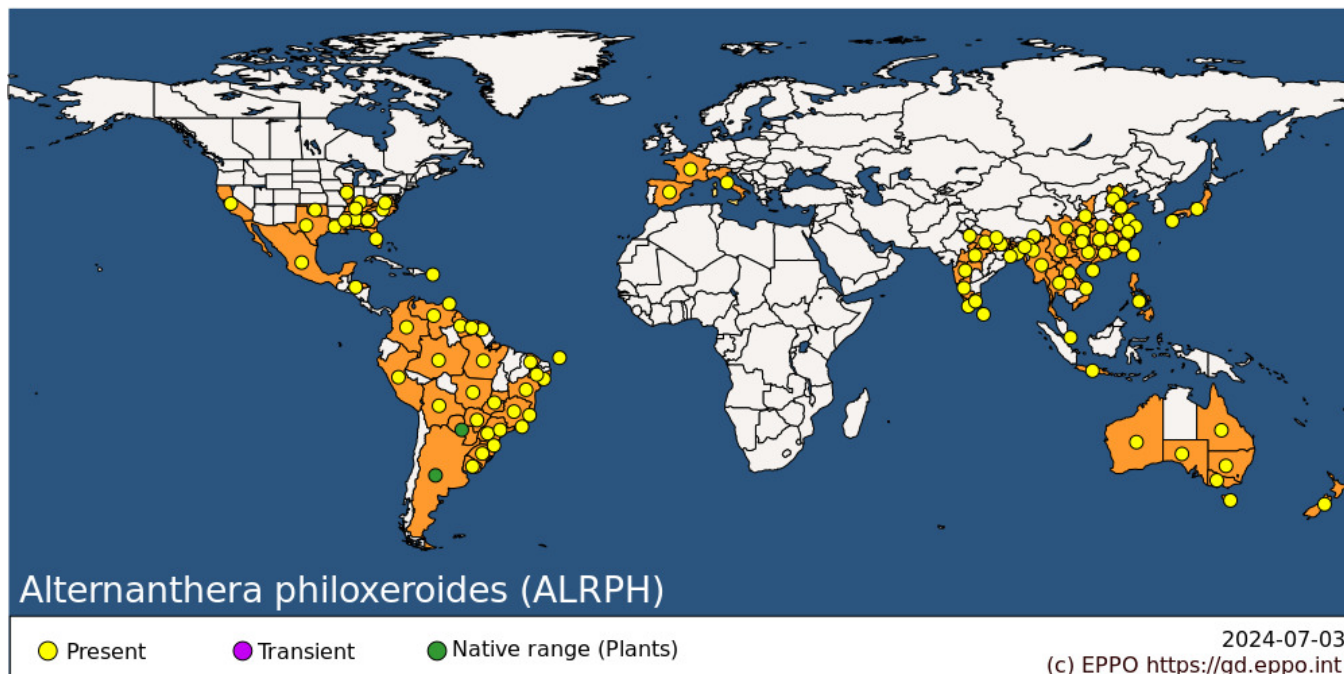 Alternanthera philoxeroides (ALRPH)
Present
Transient
Native range (Plants)
2024-07-03
(c) EPPO https://gd.eppo.int